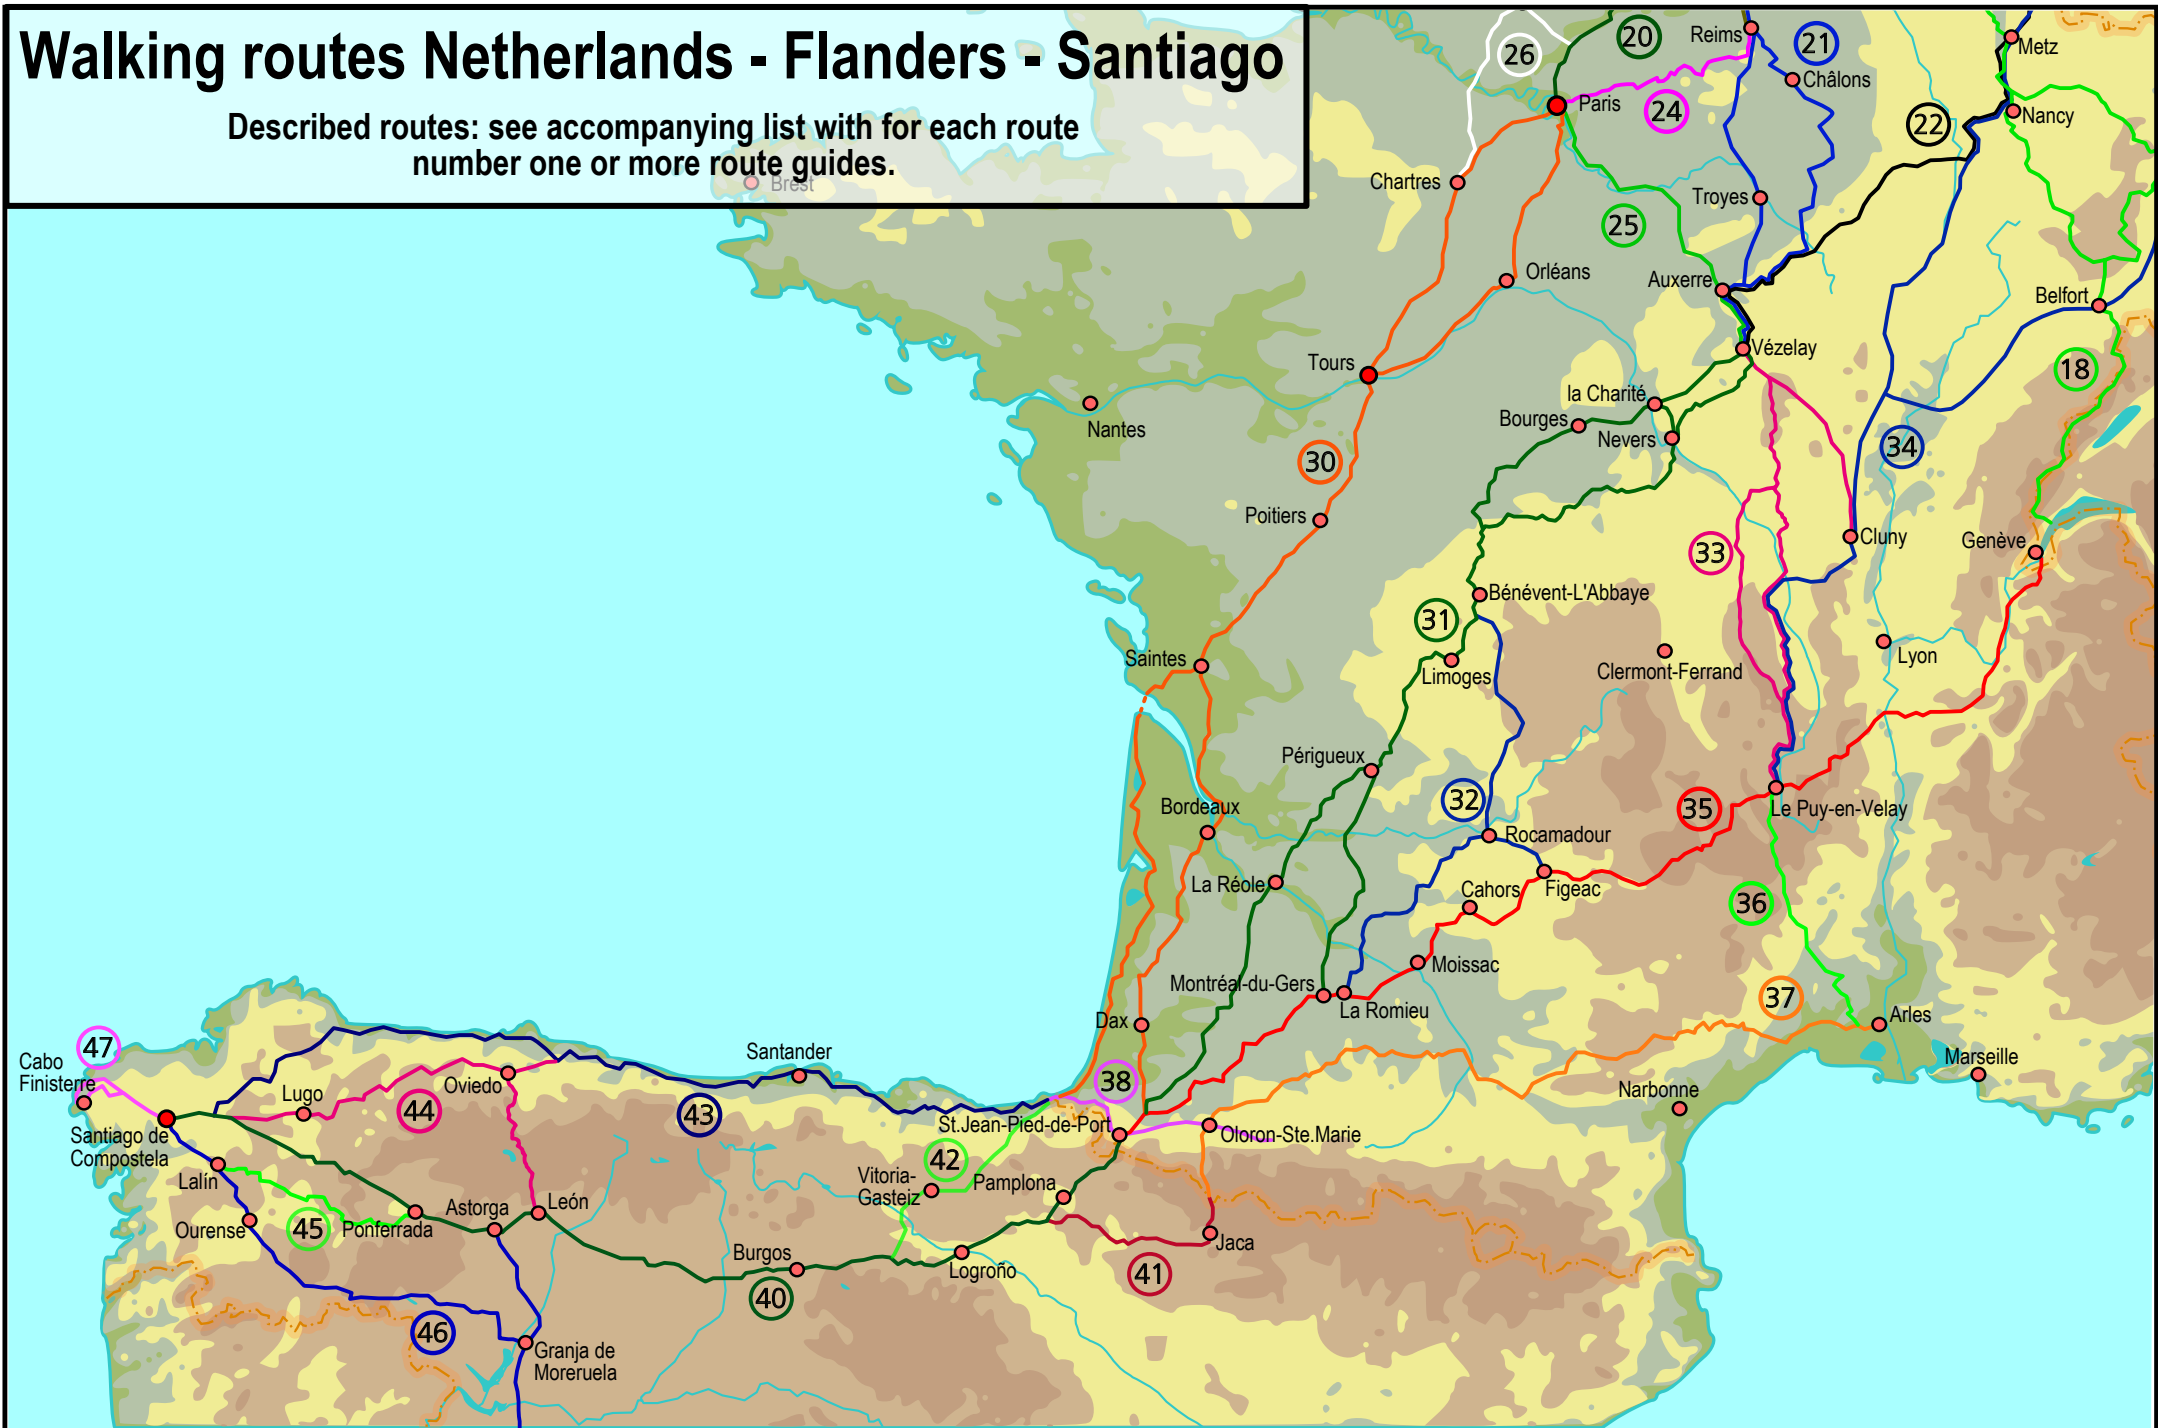 Walking routes Netherlands - Flanders - Santiago
Described routes: see accompanying list with for each route
number one or more route guides.
Brest
26
20
Reims
21
Metz
Châlons
Paris
24
22
Nancy
Chartres
Troyes
25
Orléans
Auxerre
Belfort
Vézelay
Tours
18
la Charité
Nantes
Bourges
Nevers
34
30
Poitiers
33
Cluny
Genève
Bénévent-L'Abbaye
31
Saintes
Limoges
Clermont-Ferrand
Lyon
Périgueux
32
Bordeaux
35
Le Puy-en-Velay
Rocamadour
La Réole
Cahors
Figeac
36
Moissac
Montréal-du-Gers
La Romieu
37
Dax
Arles
47
Cabo
Finisterre
Santander
Marseille
Lugo
Oviedo
44
43
38
Narbonne
Santiago de
Compostela
St.Jean-Pied-de-Port
Oloron-Ste.Marie
Lalín
42
Vitoria-
Gasteiz
Pamplona
45
Ourense
Ponferrada
Astorga
León
Burgos
Logroño
Jaca
41
40
46
Granja de
Moreruela